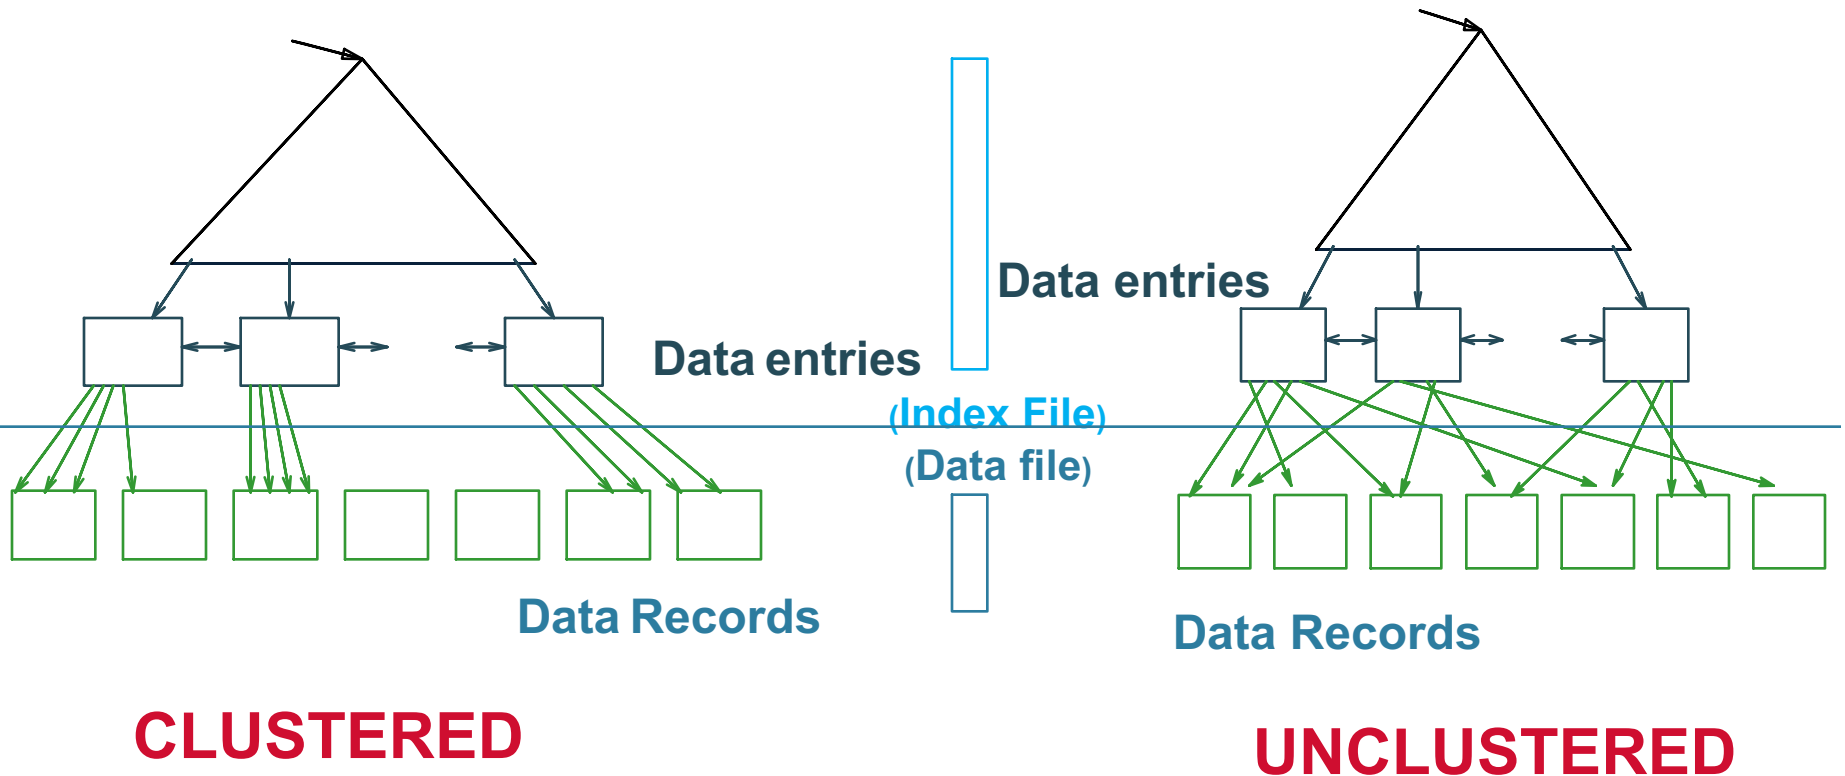 Data entries
Data entries
(Index File)
(Data file)
Data Records
Data Records
CLUSTERED
UNCLUSTERED